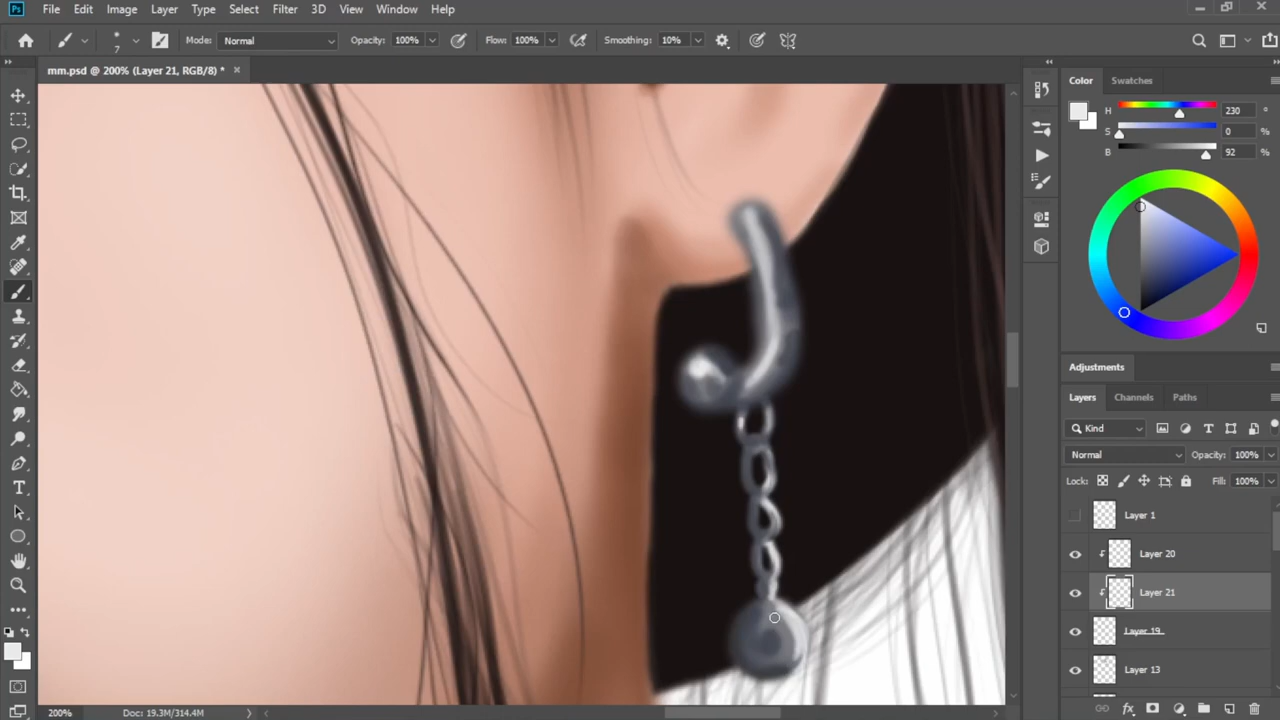 Ps File Edit Image Layer Type Select Filter 3D View Window Help
7 Mode: Normal Opacity: 100% Flow: 100% Smoothing: 10%
mm.psd @ 200% (Layer 21, RGB/8) * ×
Color Swatches
H 230 °
S 0 %
B 92 %
Adjustments
Layers Channels Paths
Kind
Normal Opacity: 100%
Lock: Fill: 100%
Layer 1
Layer 20
Layer 21
Layer 19
Layer 13
200% Doc: 19.3M/314.4M